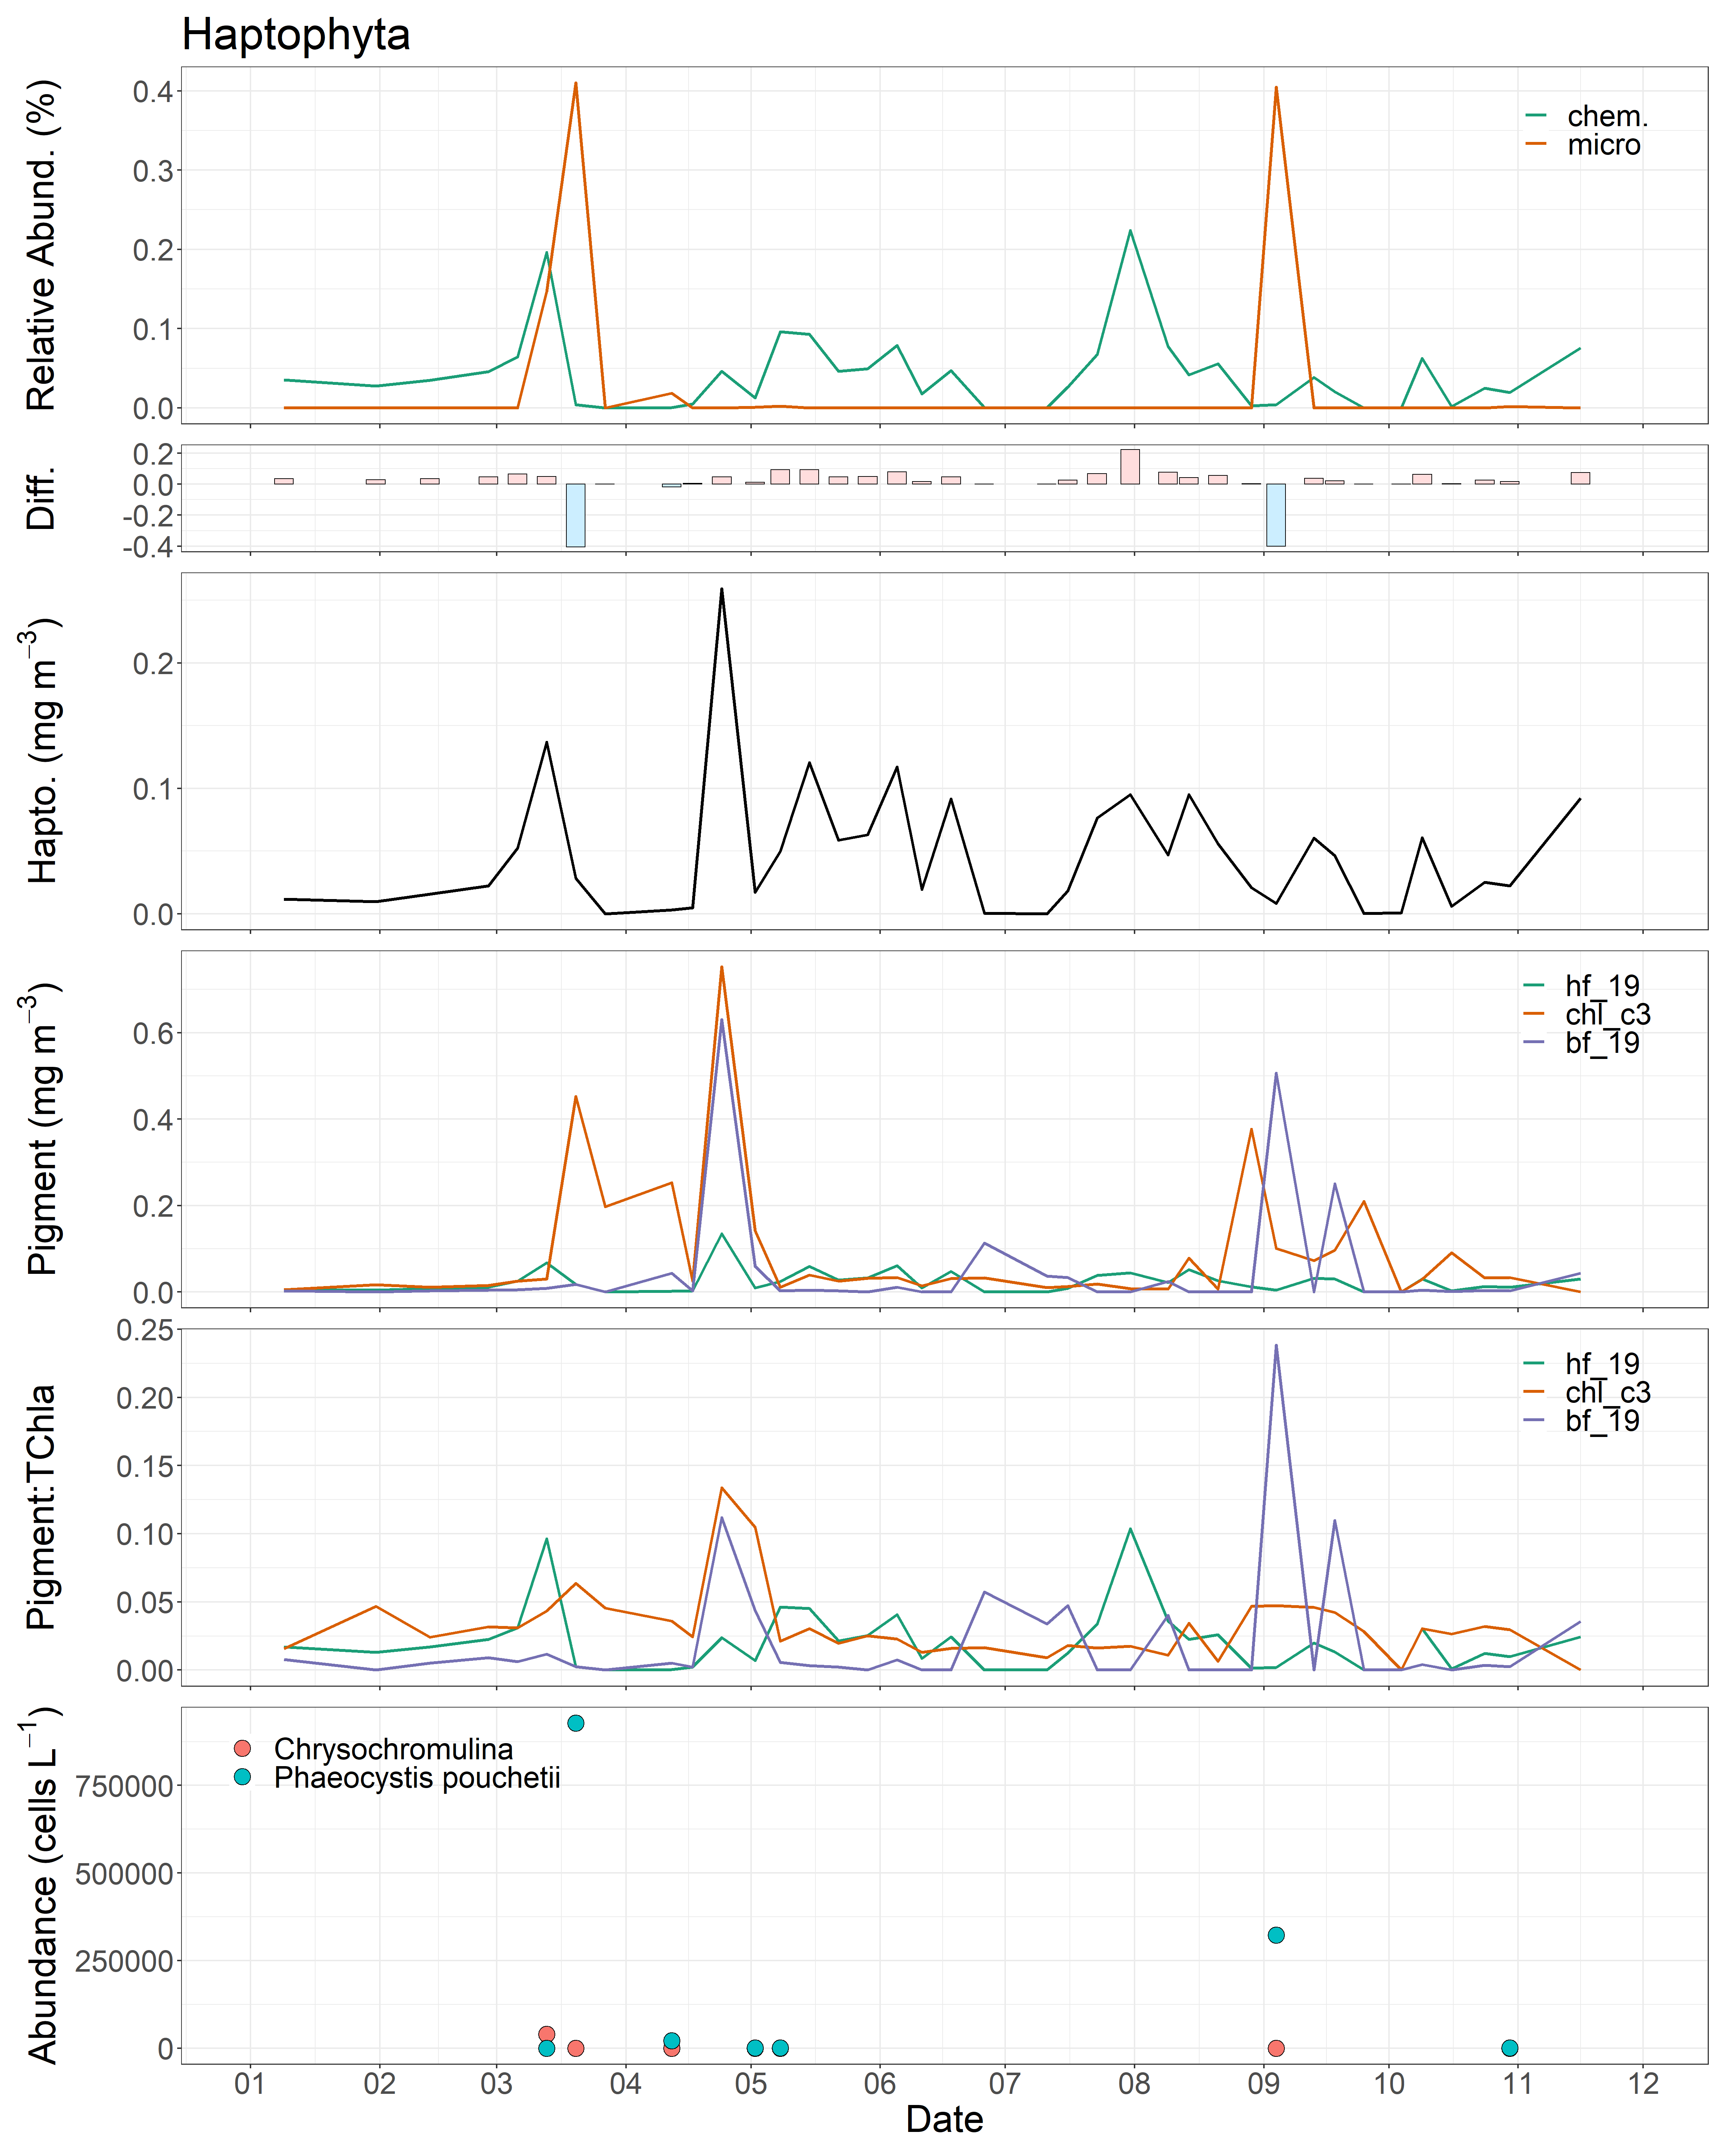 Haptophyta
Relative Abund. (%)
0.4
0.3
0.2
0.1
0.0
chem.
micro
Diff.
0.2
0.0
-0.2
-0.4
Hapto. (mg m⁻³)
0.2
0.1
0.0
Pigment (mg m⁻³)
0.6
0.4
0.2
0.0
hf_19
chl_c3
bf_19
Pigment:TChla
0.25
0.20
0.15
0.10
0.05
0.00
hf_19
chl_c3
bf_19
Abundance (cells L⁻¹)
750000
500000
250000
0
Chrysochromulina
Phaeocystis pouchetii
01 02 03 04 05 06 07 08 09 10 11 12
Date